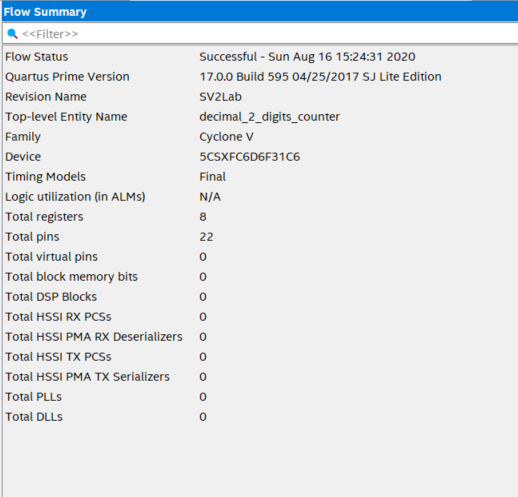 Flow Summary
<<Filter>>
Flow Status Successful - Sun Aug 16 15:24:31 2020
Quartus Prime Version 17.0.0 Build 595 04/25/2017 SJ Lite Edition
Revision Name SV2Lab
Top-level Entity Name decimal_2_digits_counter
Family Cyclone V
Device 5CSXFC6D6F31C6
Timing Models Final
Logic utilization (in ALMs) N/A
Total registers 8
Total pins 22
Total virtual pins 0
Total block memory bits 0
Total DSP Blocks 0
Total HSSI RX PCSs 0
Total HSSI PMA RX Deserializers 0
Total HSSI TX PCSs 0
Total HSSI PMA TX Serializers 0
Total PLLs 0
Total DLLs 0